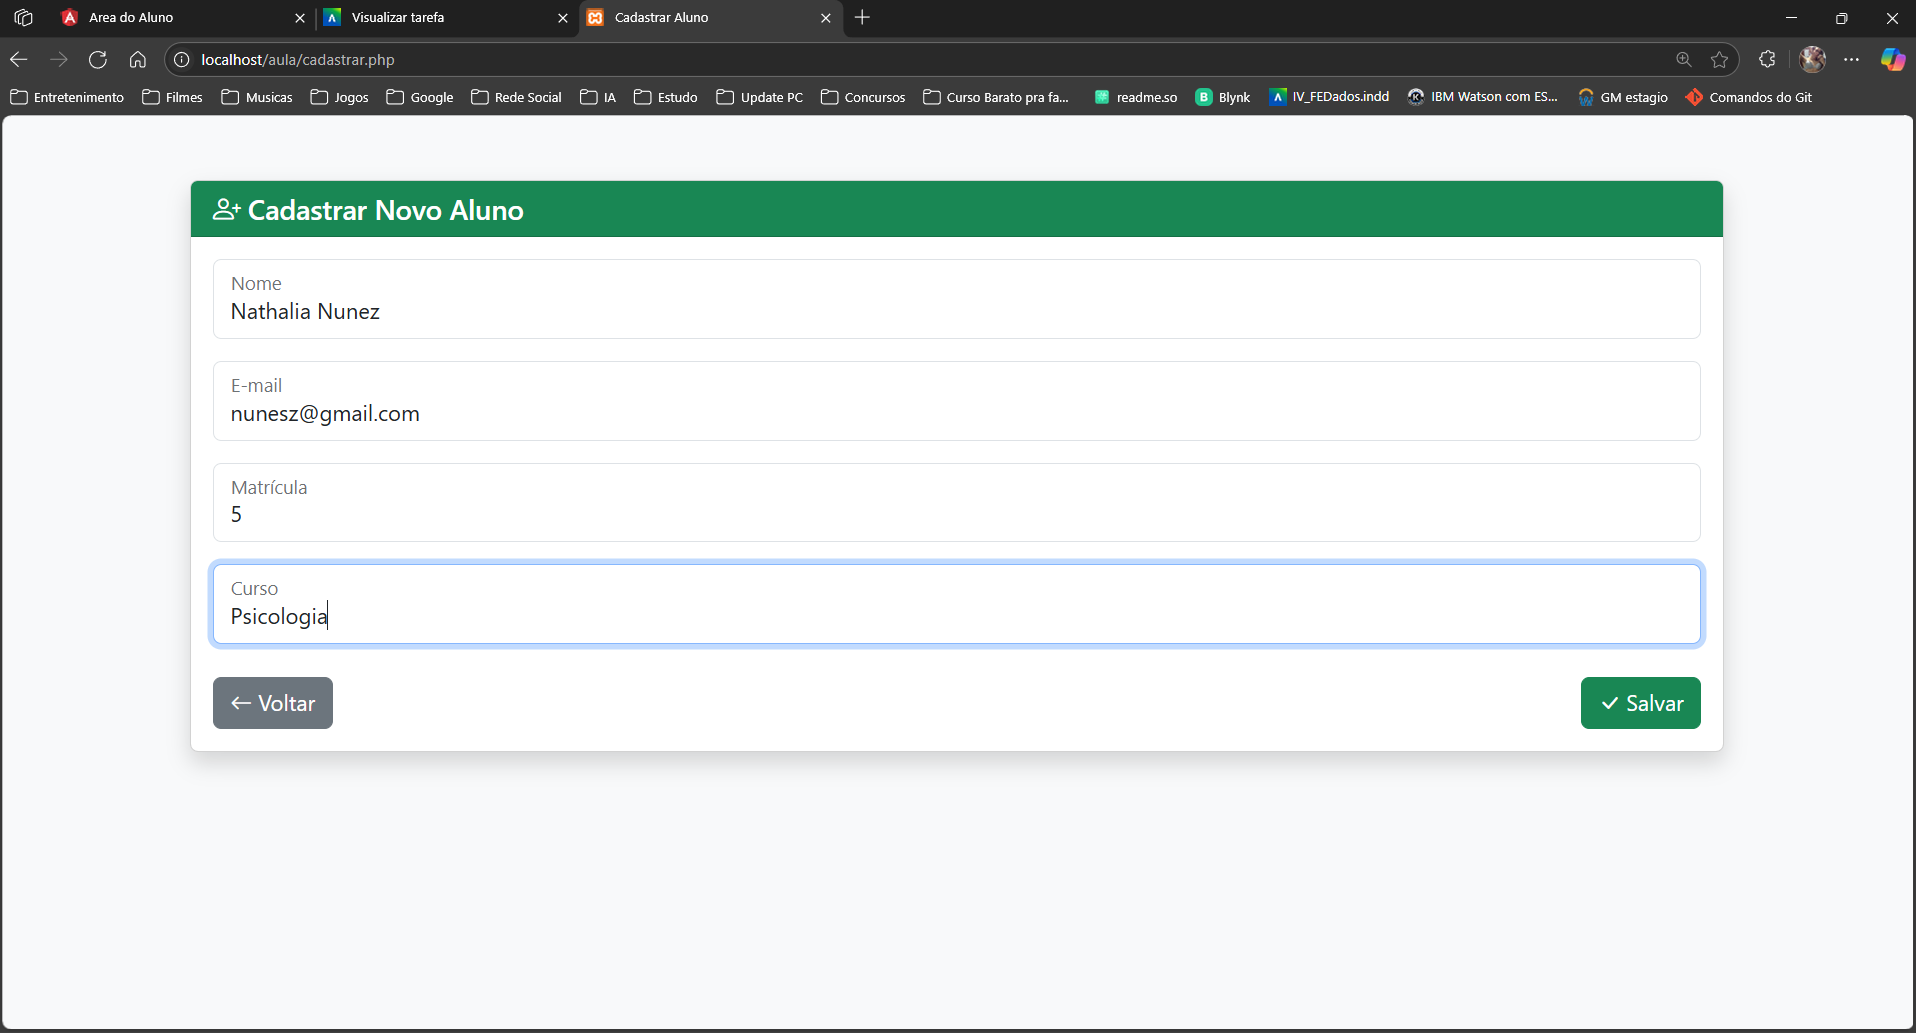 Area do Aluno
Visualizar tarefa
Cadastrar Aluno
localhost/aula/cadastrar.php
Entretenimento
Filmes
Musicas
Jogos
Google
Rede Social
IA
Estudo
Update PC
Concursos
Curso Barato pra fa...
readme.so
Blynk
IV_FEDados.indd
IBM Watson com ES...
GM estagio
Comandos do Git
Cadastrar Novo Aluno
Nome
Nathalia Nunez
E-mail
nunesz@gmail.com
Matrícula
5
Curso
Psicologia
Voltar
Salvar